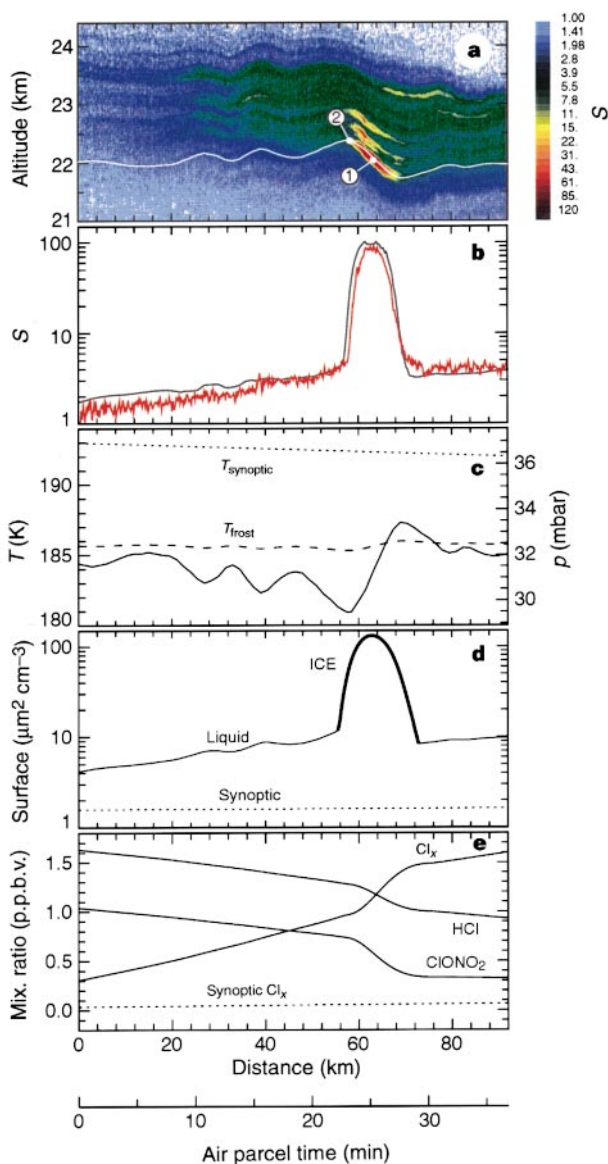 a
Altitude (km)
24
23
22
21
2
1
1.00
1.41
1.98
2.8
3.9
5.5
7.8
11.
15.
22.
31.
43.
61.
85.
120
S
b
S
100
10
1
c
T (K)
190
185
180
T synoptic
T frost
p (mbar)
36
34
32
30
d
Surface (μm² cm⁻³)
100
10
1
ICE
Liquid
Synoptic
e
Mix. ratio (p.p.b.v.)
1.5
1.0
0.5
0.0
Clₓ
HCl
ClONO₂
Synoptic Clₓ
0 20 40 60 80
Distance (km)
0 10 20 30
Air parcel time (min)